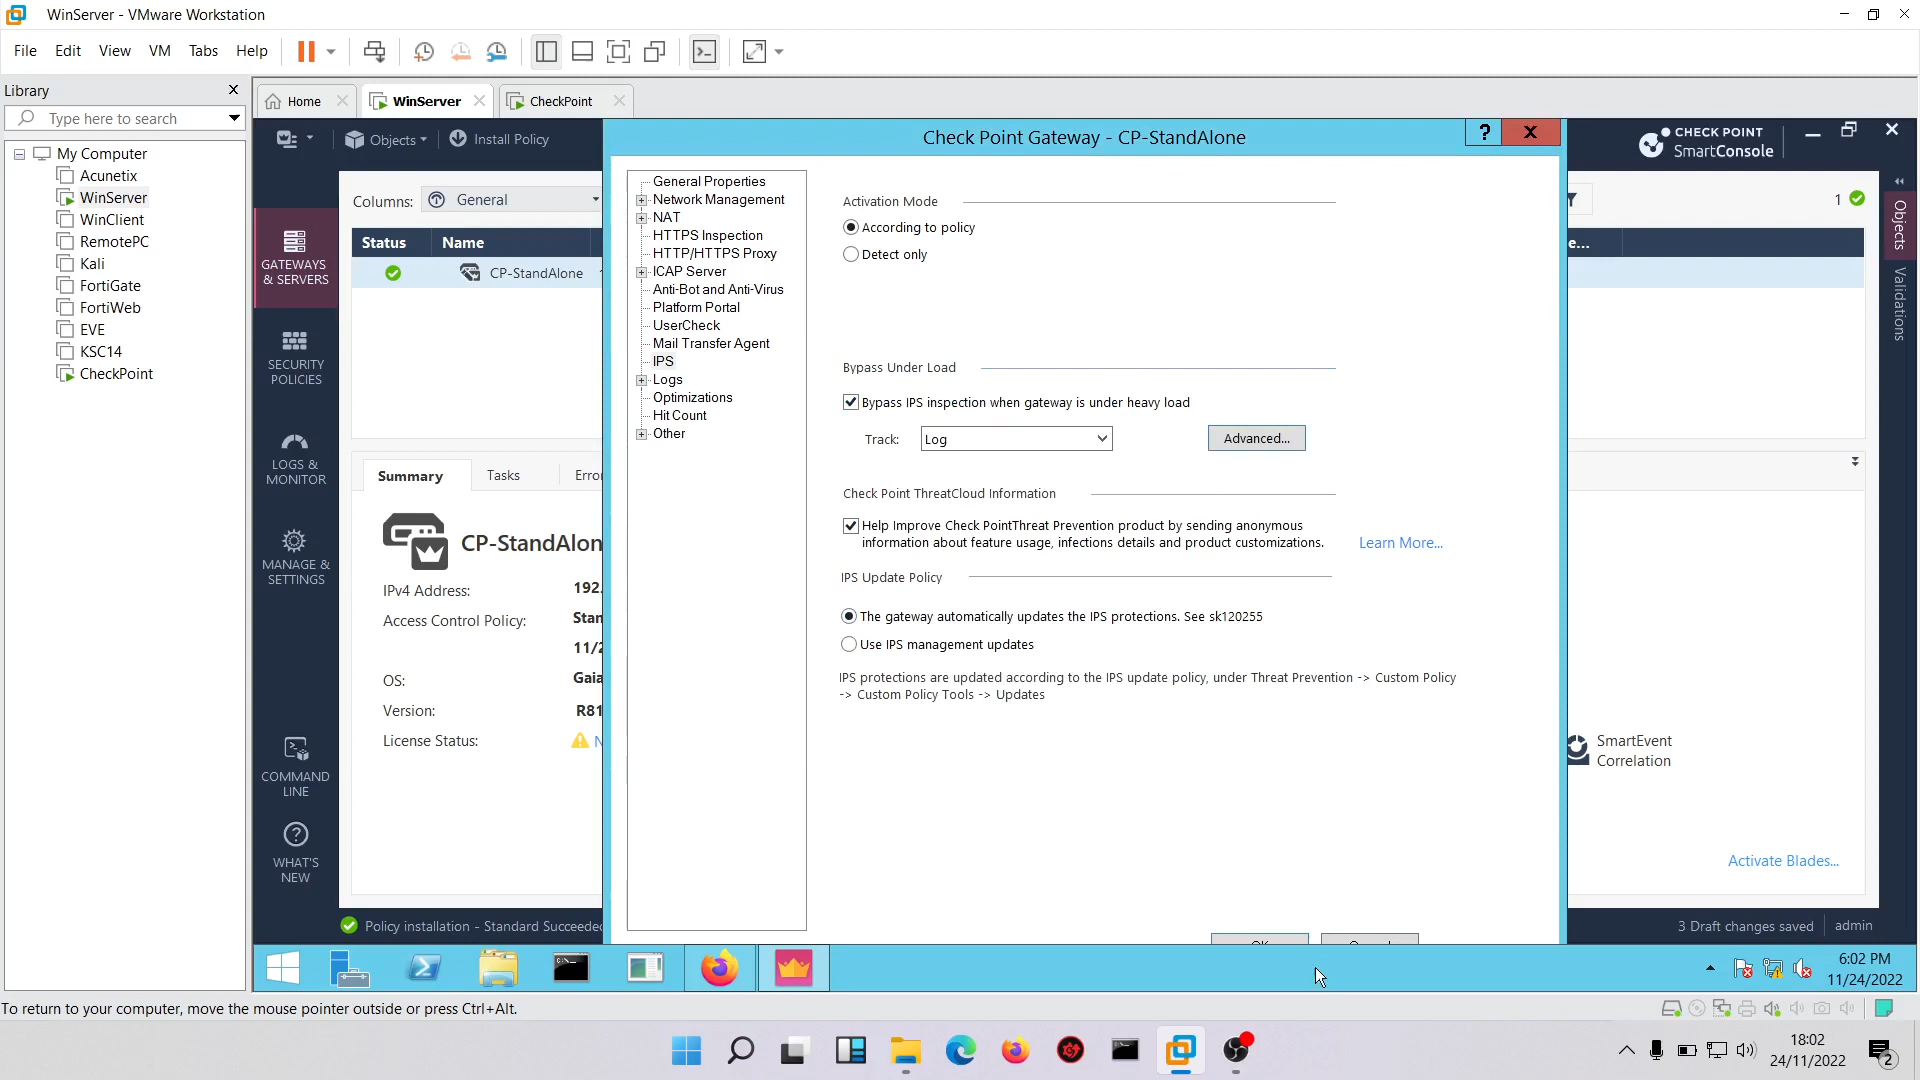 WinServer - VMware Workstation
File Edit View VM Tabs Help
Library
Type here to search
My Computer
Acunetix
WinServer
WinClient
RemotePC
Kali
FortiGate
FortiWeb
EVE
KSC14
CheckPoint
Home
WinServer
CheckPoint
Objects
Install Policy
Check Point Gateway - CP-StandAlone
?
CHECK POINT
SmartConsole
GATEWAYS
& SERVERS
SECURITY
POLICIES
LOGS &
MONITOR
MANAGE &
SETTINGS
COMMAND
LINE
WHAT'S
NEW
Columns: General
Status Name
CP-StandAlone
Summary Tasks
CP-StandAlon
IPv4 Address: 192.
Access Control Policy: Stan
11/2
OS: Gaia
Version: R81
License Status: N
General Properties
Network Management
NAT
HTTPS Inspection
HTTP/HTTPS Proxy
ICAP Server
Anti-Bot and Anti-Virus
Platform Portal
UserCheck
Mail Transfer Agent
IPS
Logs
Optimizations
Hit Count
Other
Activation Mode
According to policy
Detect only
Bypass Under Load
Bypass IPS inspection when gateway is under heavy load
Track: Log Advanced...
Check Point ThreatCloud Information
Help Improve Check PointThreat Prevention product by sending anonymous
information about feature usage, infections details and product customizations.
Learn More...
IPS Update Policy
The gateway automatically updates the IPS protections. See sk120255
Use IPS management updates
IPS protections are updated according to the IPS update policy, under Threat Prevention -> Custom Policy
-> Custom Policy Tools -> Updates
1
e...
Objects
Validations
SmartEvent
Correlation
Activate Blades...
Policy installation - Standard Succeeded
3 Draft changes saved
admin
6:02 PM
11/24/2022
To return to your computer, move the mouse pointer outside or press Ctrl+Alt.
18:02
24/11/2022
2